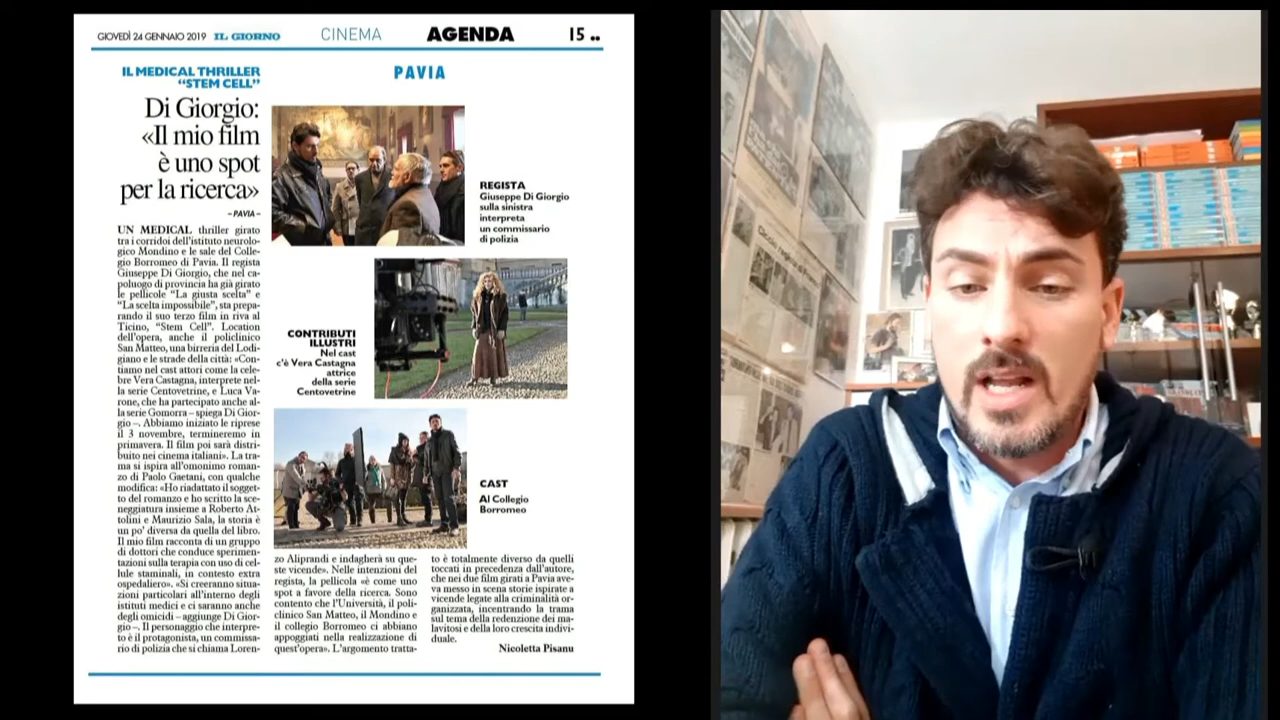 GIOVEDÌ 24 GENNAIO 2019 IL GIORNO CINEMA AGENDA 15 ..
IL MEDICAL THRILLER
“STEM CELL”
Di Giorgio:
«Il mio film
è uno spot
per la ricerca»
– PAVIA –
UN MEDICAL thriller girato
tra i corridoi dell'istituto neurolo-
gico Mondino e le sale del Colle-
gio Borromeo di Pavia. Il regista
Giuseppe Di Giorgio, che nel ca-
poluogo di provincia ha già girato
le pellicole “La giusta scelta” e
“La scelta impossibile”, sta prepa-
rando il suo terzo film in riva al
Ticino, “Stem Cell”. Location
dell'opera, anche il policlinico
San Matteo, una birreria del Lodi-
giano e le strade della città: «Con-
tiamo nel cast attori come la cele-
bre Vera Castagna, interprete nel-
la serie Centovetrine, e Luca Va-
rone, che ha partecipato anche al-
la serie Gomorra – spiega Di Gior-
gio –. Abbiamo iniziato le riprese
il 3 novembre, termineremo in
primavera. Il film poi sarà distri-
buito nei cinema italiani». La tra-
ma si ispira all'omonimo roman-
zo di Paolo Gaetani, con qualche
modifica: «Ho riadattato il sogget-
to del romanzo e ho scritto la sce-
neggiatura insieme a Roberto At-
tolini e Maurizio Sala, la storia è
un po' diversa da quella del libro.
Il mio film racconta di un gruppo
di dottori che conduce sperimen-
tazioni sulla terapia con uso di cel-
lule staminali, in contesto extra
ospedaliero». «Si creeranno situa-
zioni particolari all'interno degli
istituti medici e ci saranno anche
degli omicidi – aggiunge Di Gior-
gio –. Il personaggio che interpre-
to è il protagonista, un commissa-
rio di polizia che si chiama Loren-
PAVIA
REGISTA
Giuseppe Di Giorgio
sulla sinistra
interpreta
un commissario
di polizia
CONTRIBUTI
ILLUSTRI
Nel cast
c'è Vera Castagna
attrice
della serie
Centovetrine
CAST
Al Collegio
Borromeo
zo Aliprandi e indagherà su que-
ste vicende». Nelle intenzioni del
regista, la pellicola «è come uno
spot a favore della ricerca. Sono
contento che l'Università, il poli-
clinico San Matteo, il Mondino e
il collegio Borromeo ci abbiano
appoggiati nella realizzazione di
quest'opera». L'argomento tratta-
to è totalmente diverso da quelli
toccati in precedenza dall'autore,
che nei due film girati a Pavia ave-
va messo in scena storie ispirate a
vicende legate alla criminalità or-
ganizzata, incentrando la trama
sul tema della redenzione dei ma-
lavitosi e della loro crescita indivi-
duale.
Nicoletta Pisanu